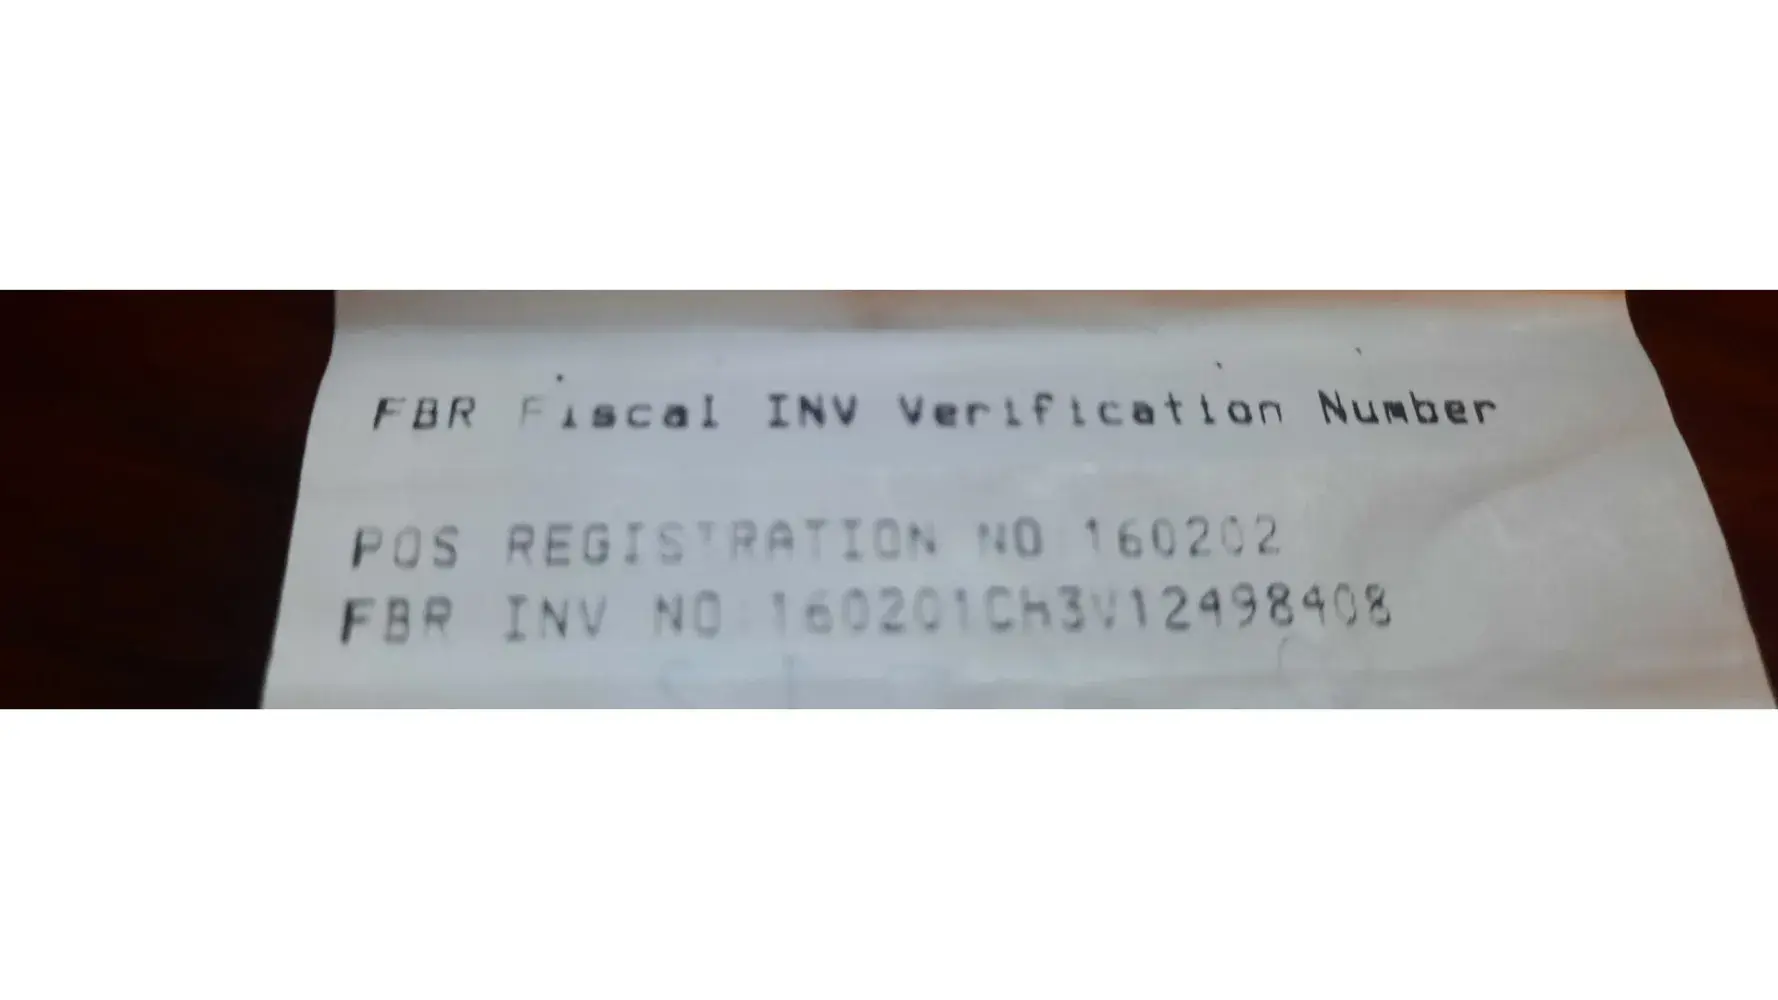 FBR Fiscal INV Verification Number
POS REGISTRATION NO 160202
FBR INV NO 160201Ch3V12498408